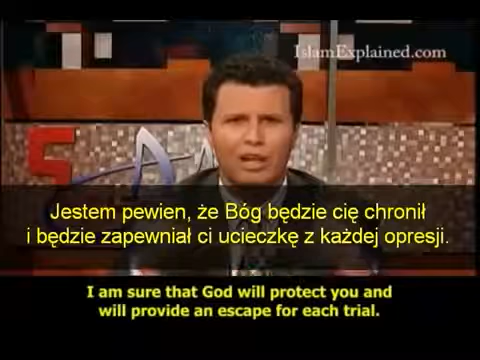 IslamExplained.com
Jestem pewien, że Bóg będzie cię chronił
i będzie zapewniał ci ucieczkę z każdej opresji.
I am sure that God will protect you and
will provide an escape for each trial.